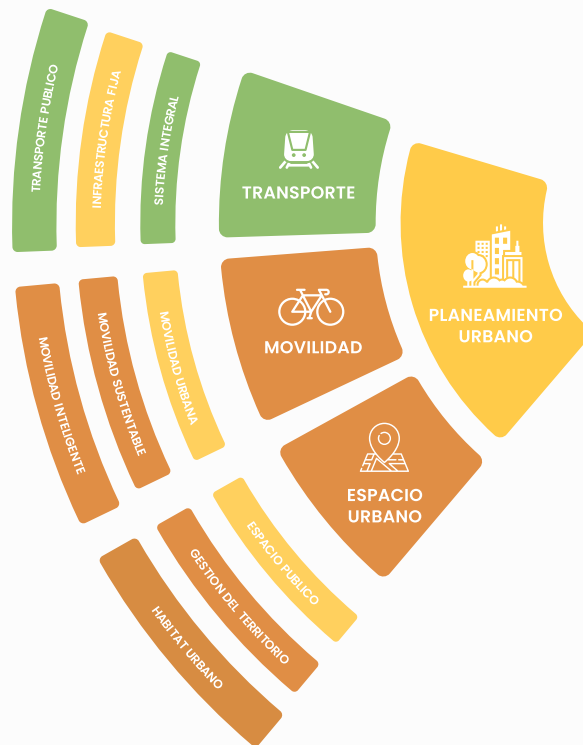 TRANSPORTE PUBLICO
INFRAESTRUCTURA FIJA
SISTEMA INTEGRAL
TRANSPORTE
PLANEAMIENTO
URBANO
MOVILIDAD INTELIGENTE
MOVILIDAD SUSTENTABLE
MOVILIDAD URBANA
MOVILIDAD
HABITAT URBANO
GESTION DEL TERRITORIO
ESPACIO PUBLICO
ESPACIO
URBANO